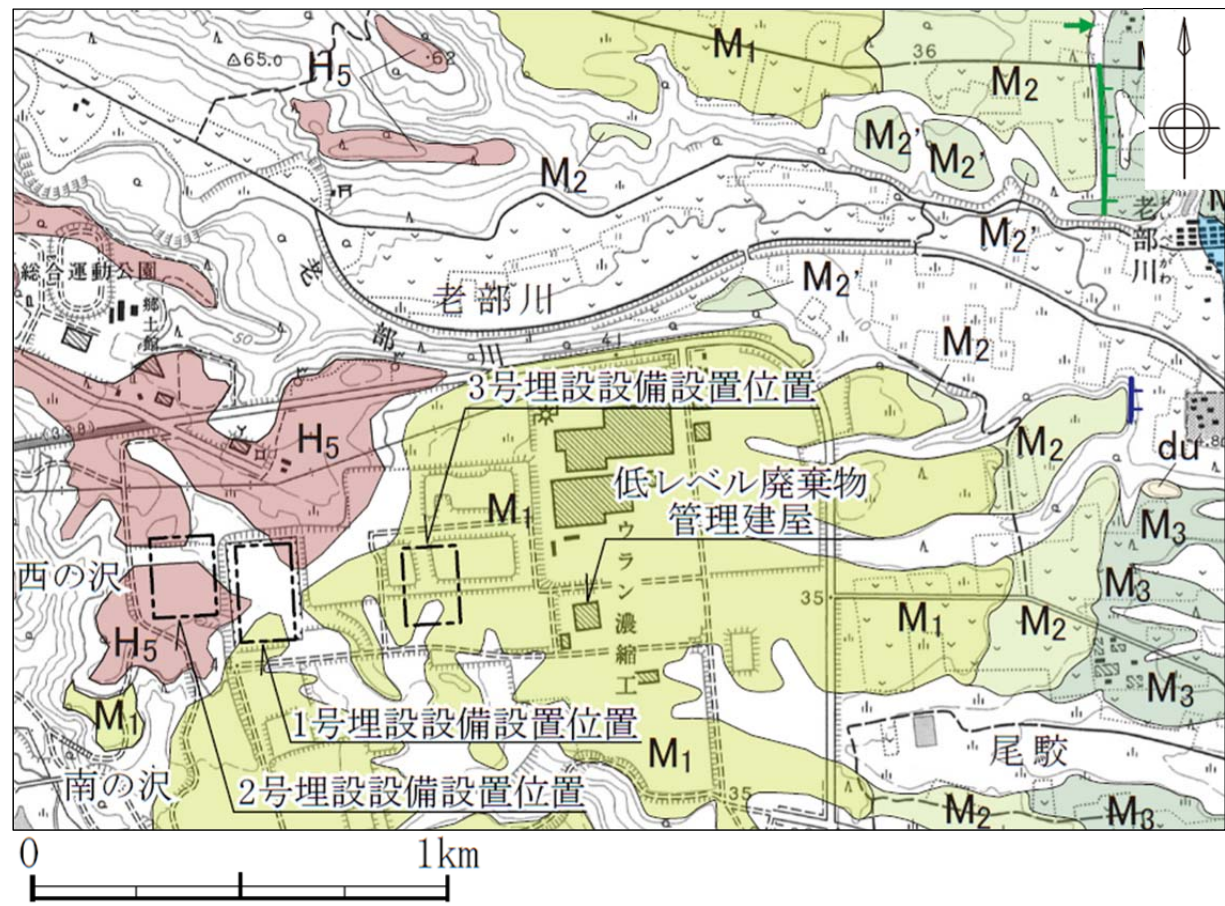 M₁
36
M₂
△65.0
H₅
62
M₂'
M₂'
M₂
老部川
M₂'
総合運動公園
郷土館
老部川
老部川
M₂'
50
41
M₂
3号埋設設備設置位置
(338)
H₅
M₂
4.8
du
低レベル廃棄物
管理建屋
M₁
ウラン濃縮工
M₃
西の沢
M₃
35
M₁
M₂
H₅
M₃
M₁
1号埋設設備設置位置
M₁
尾駮
南の沢
2号埋設設備設置位置
35
M₂
M₃
0
1km